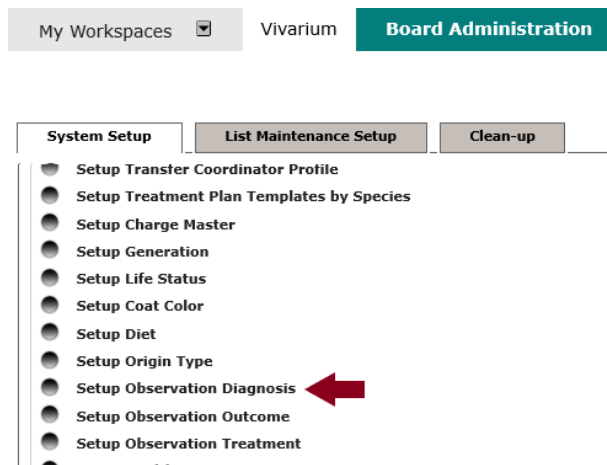 My Workspaces Vivarium Board Administration
System Setup List Maintenance Setup Clean-up
Setup Transfer Coordinator Profile
Setup Treatment Plan Templates by Species
Setup Charge Master
Setup Generation
Setup Life Status
Setup Coat Color
Setup Diet
Setup Origin Type
Setup Observation Diagnosis
Setup Observation Outcome
Setup Observation Treatment